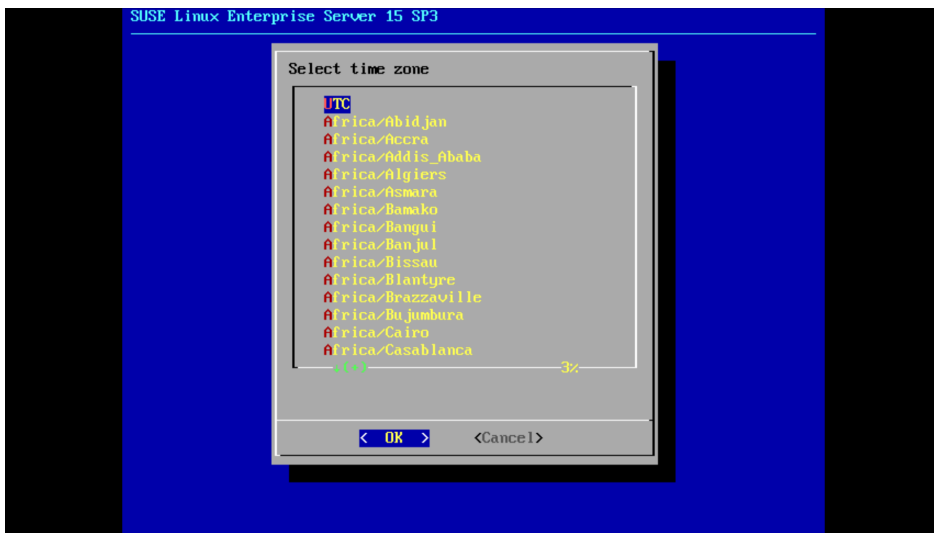 SUSE Linux Enterprise Server 15 SP3
Select time zone
UTC
Africa/Abidjan
Africa/Accra
Africa/Addis_Ababa
Africa/Algiers
Africa/Asmara
Africa/Bamako
Africa/Bangui
Africa/Banjul
Africa/Bissau
Africa/Blantyre
Africa/Brazzaville
Africa/Bujumbura
Africa/Cairo
Africa/Casablanca
↓(+) 3%
< OK > <Cancel>